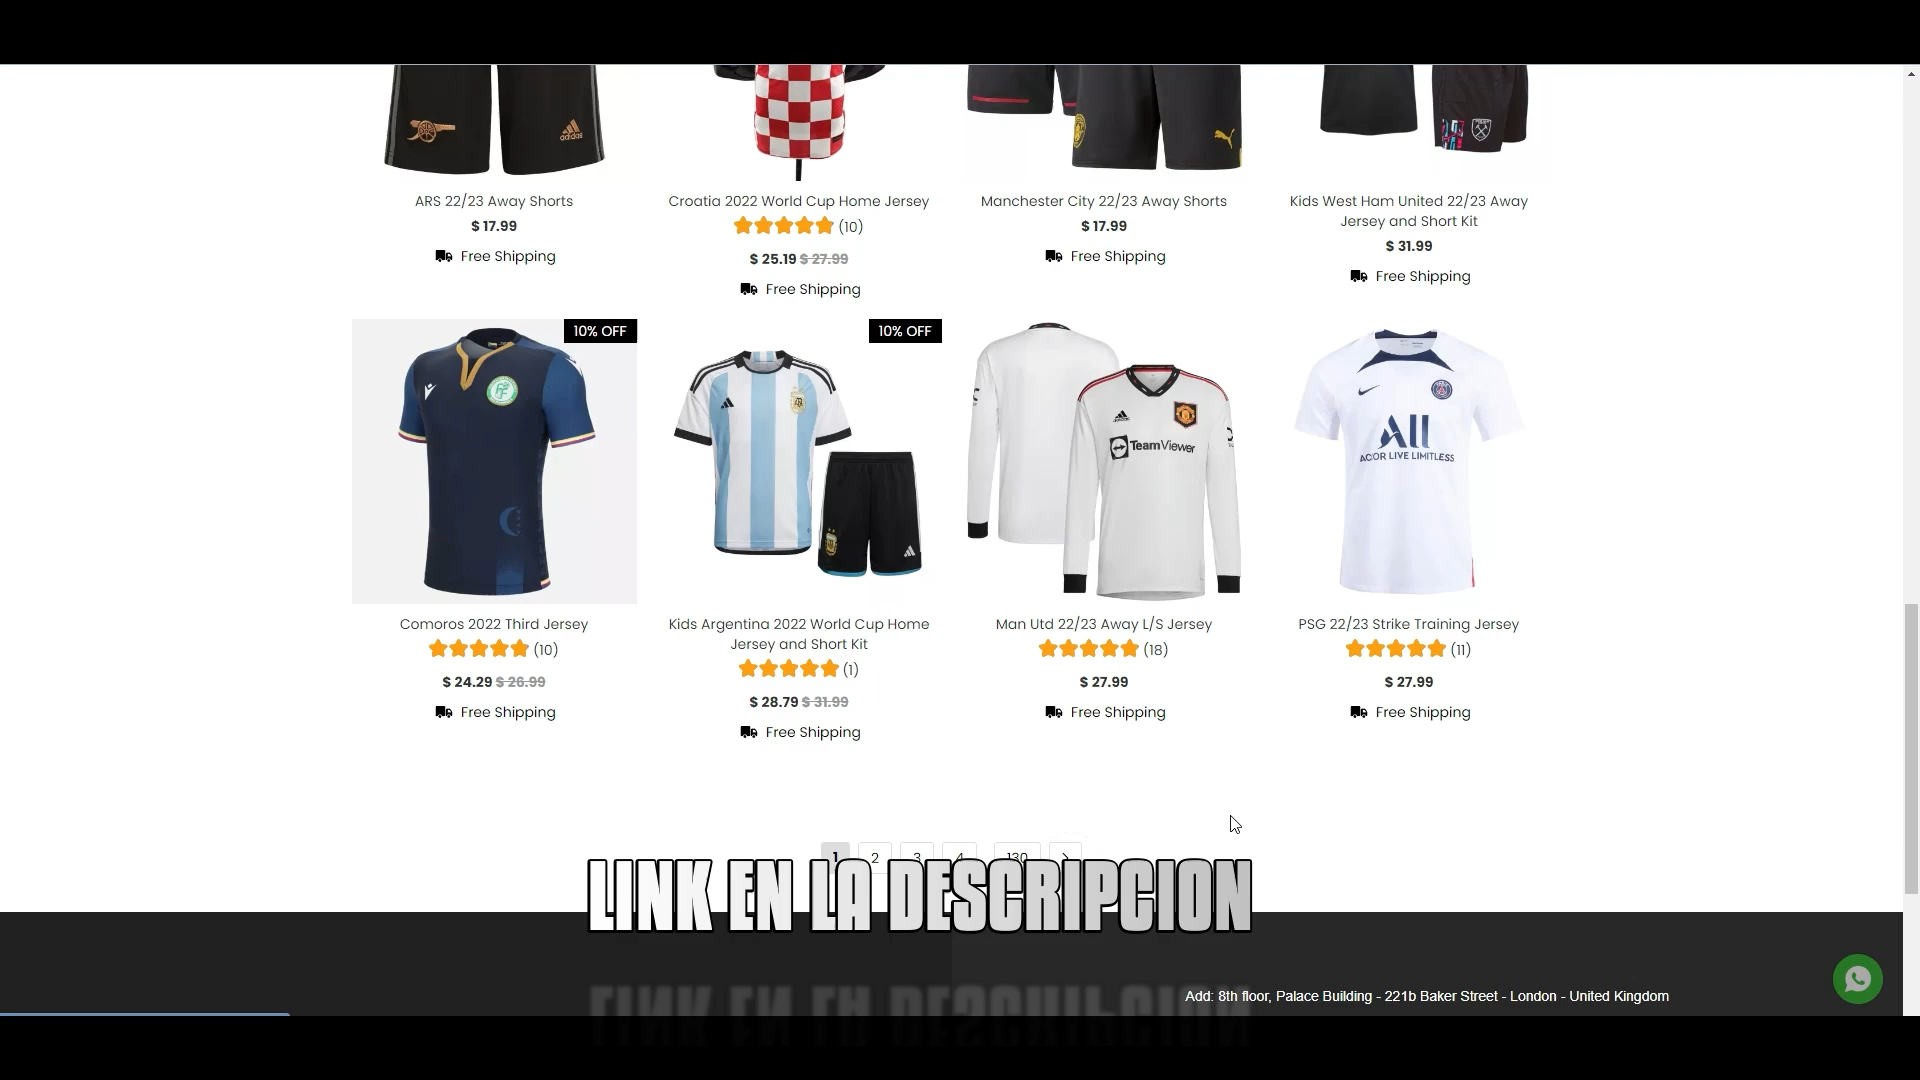 adidas
ARS 22/23 Away Shorts
$ 17.99
Free Shipping
Croatia 2022 World Cup Home Jersey
(10)
$ 25.19 $ 27.99
Free Shipping
Manchester City 22/23 Away Shorts
$ 17.99
Free Shipping
Kids West Ham United 22/23 Away
Jersey and Short Kit
$ 31.99
Free Shipping
10% OFF
10% OFF
TeamViewer
ALL
ACCOR LIVE LIMITLESS
Comoros 2022 Third Jersey
(10)
$ 24.29 $ 26.99
Free Shipping
Kids Argentina 2022 World Cup Home
Jersey and Short Kit
(1)
$ 28.79 $ 31.99
Free Shipping
Man Utd 22/23 Away L/S Jersey
(18)
$ 27.99
Free Shipping
PSG 22/23 Strike Training Jersey
(11)
$ 27.99
Free Shipping
1 2 3 4 130 >
LINK EN LA DESCRIPCION
Add: 8th floor, Palace Building - 221b Baker Street - London - United Kingdom